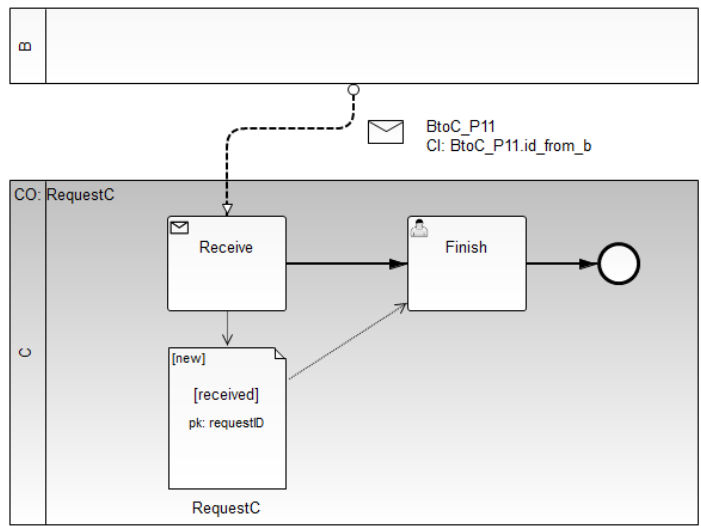 B
BtoC_P11
CI: BtoC_P11.id_from_b
CO: RequestC
Receive
Finish
C
[new]
[received]
pk: requestID
RequestC